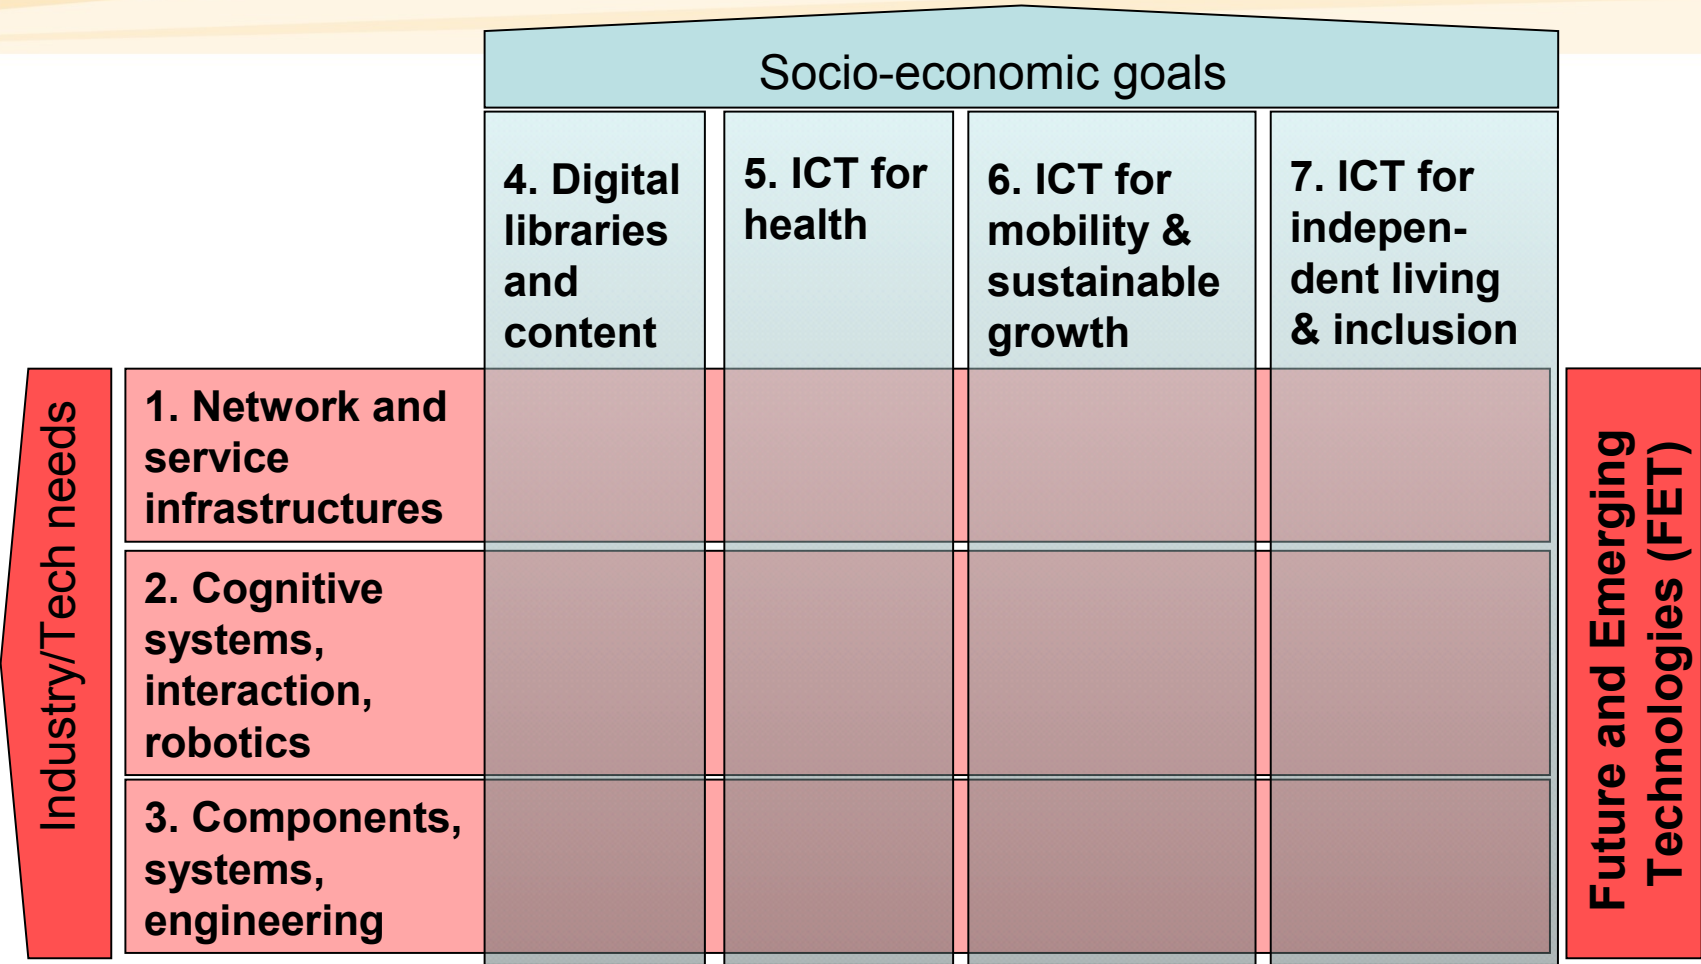 Socio-economic goals
4. Digital
libraries
and
content
5. ICT for
health
6. ICT for
mobility &
sustainable
growth
7. ICT for
indepen-
dent living
& inclusion
Industry/Tech needs
1. Network and
service
infrastructures
2. Cognitive
systems,
interaction,
robotics
3. Components,
systems,
engineering
Future and Emerging
Technologies (FET)